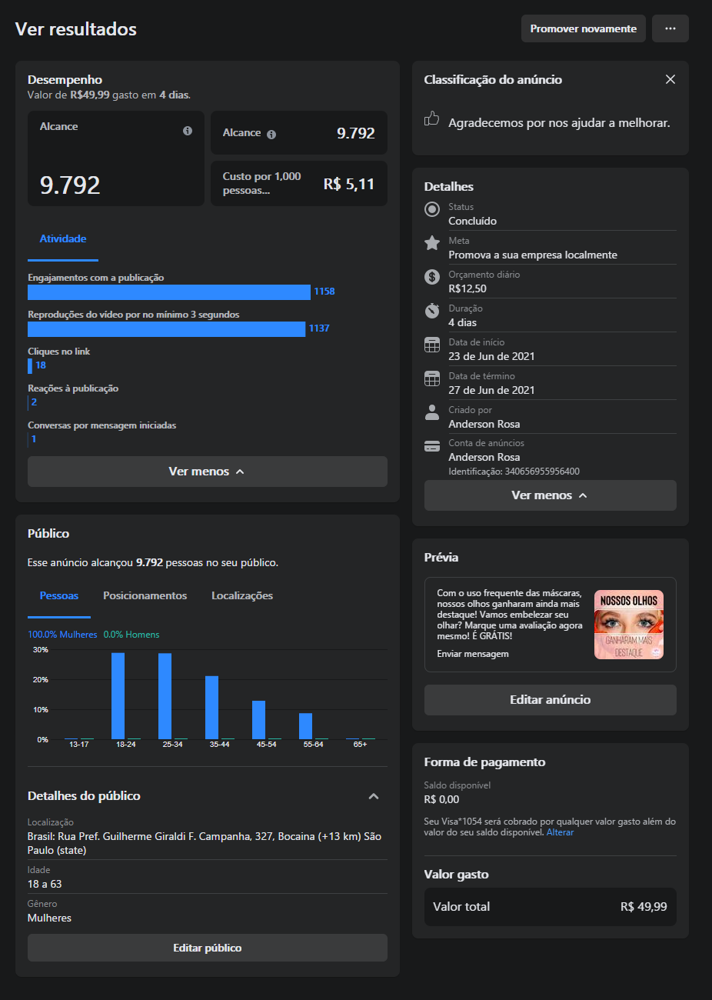 Ver resultados
Promover novamente
...
Desempenho
Valor de R$49,99 gasto em 4 dias.
Alcance
9.792
Alcance
9.792
Custo por 1,000
pessoas...
R$ 5,11
Atividade
Engajamentos com a publicação
1158
Reproduções do vídeo por no mínimo 3 segundos
1137
Cliques no link
18
Reações à publicação
2
Conversas por mensagem iniciadas
1
Ver menos
Público
Esse anúncio alcançou 9.792 pessoas no seu público.
Pessoas Posicionamentos Localizações
100.0% Mulheres 0.0% Homens
30%
20%
10%
0%
13-17 18-24 25-34 35-44 45-54 55-64 65+
Detalhes do público
Localização
Brasil: Rua Pref. Guilherme Giraldi F. Campanha, 327, Bocaina (+13 km) São
Paulo (state)
Idade
18 a 63
Gênero
Mulheres
Editar público
Classificação do anúncio
Agradecemos por nos ajudar a melhorar.
Detalhes
Status
Concluído
Meta
Promova a sua empresa localmente
Orçamento diário
R$12,50
Duração
4 dias
Data de início
23 de Jun de 2021
Data de término
27 de Jun de 2021
Criado por
Anderson Rosa
Conta de anúncios
Anderson Rosa
Identificação: 340656955956400
Ver menos
Prévia
Com o uso frequente das máscaras,
nossos olhos ganharam ainda mais
destaque! Vamos embelezar seu
olhar? Marque uma avaliação agora
mesmo! É GRÁTIS!
Enviar mensagem
NOSSOS OLHOS
GANHARAM MAIS
DESTAQUE
Editar anúncio
Forma de pagamento
Saldo disponível
R$ 0,00
Seu Visa*1054 será cobrado por qualquer valor gasto além do
valor do seu saldo disponível. Alterar
Valor gasto
Valor total
R$ 49,99